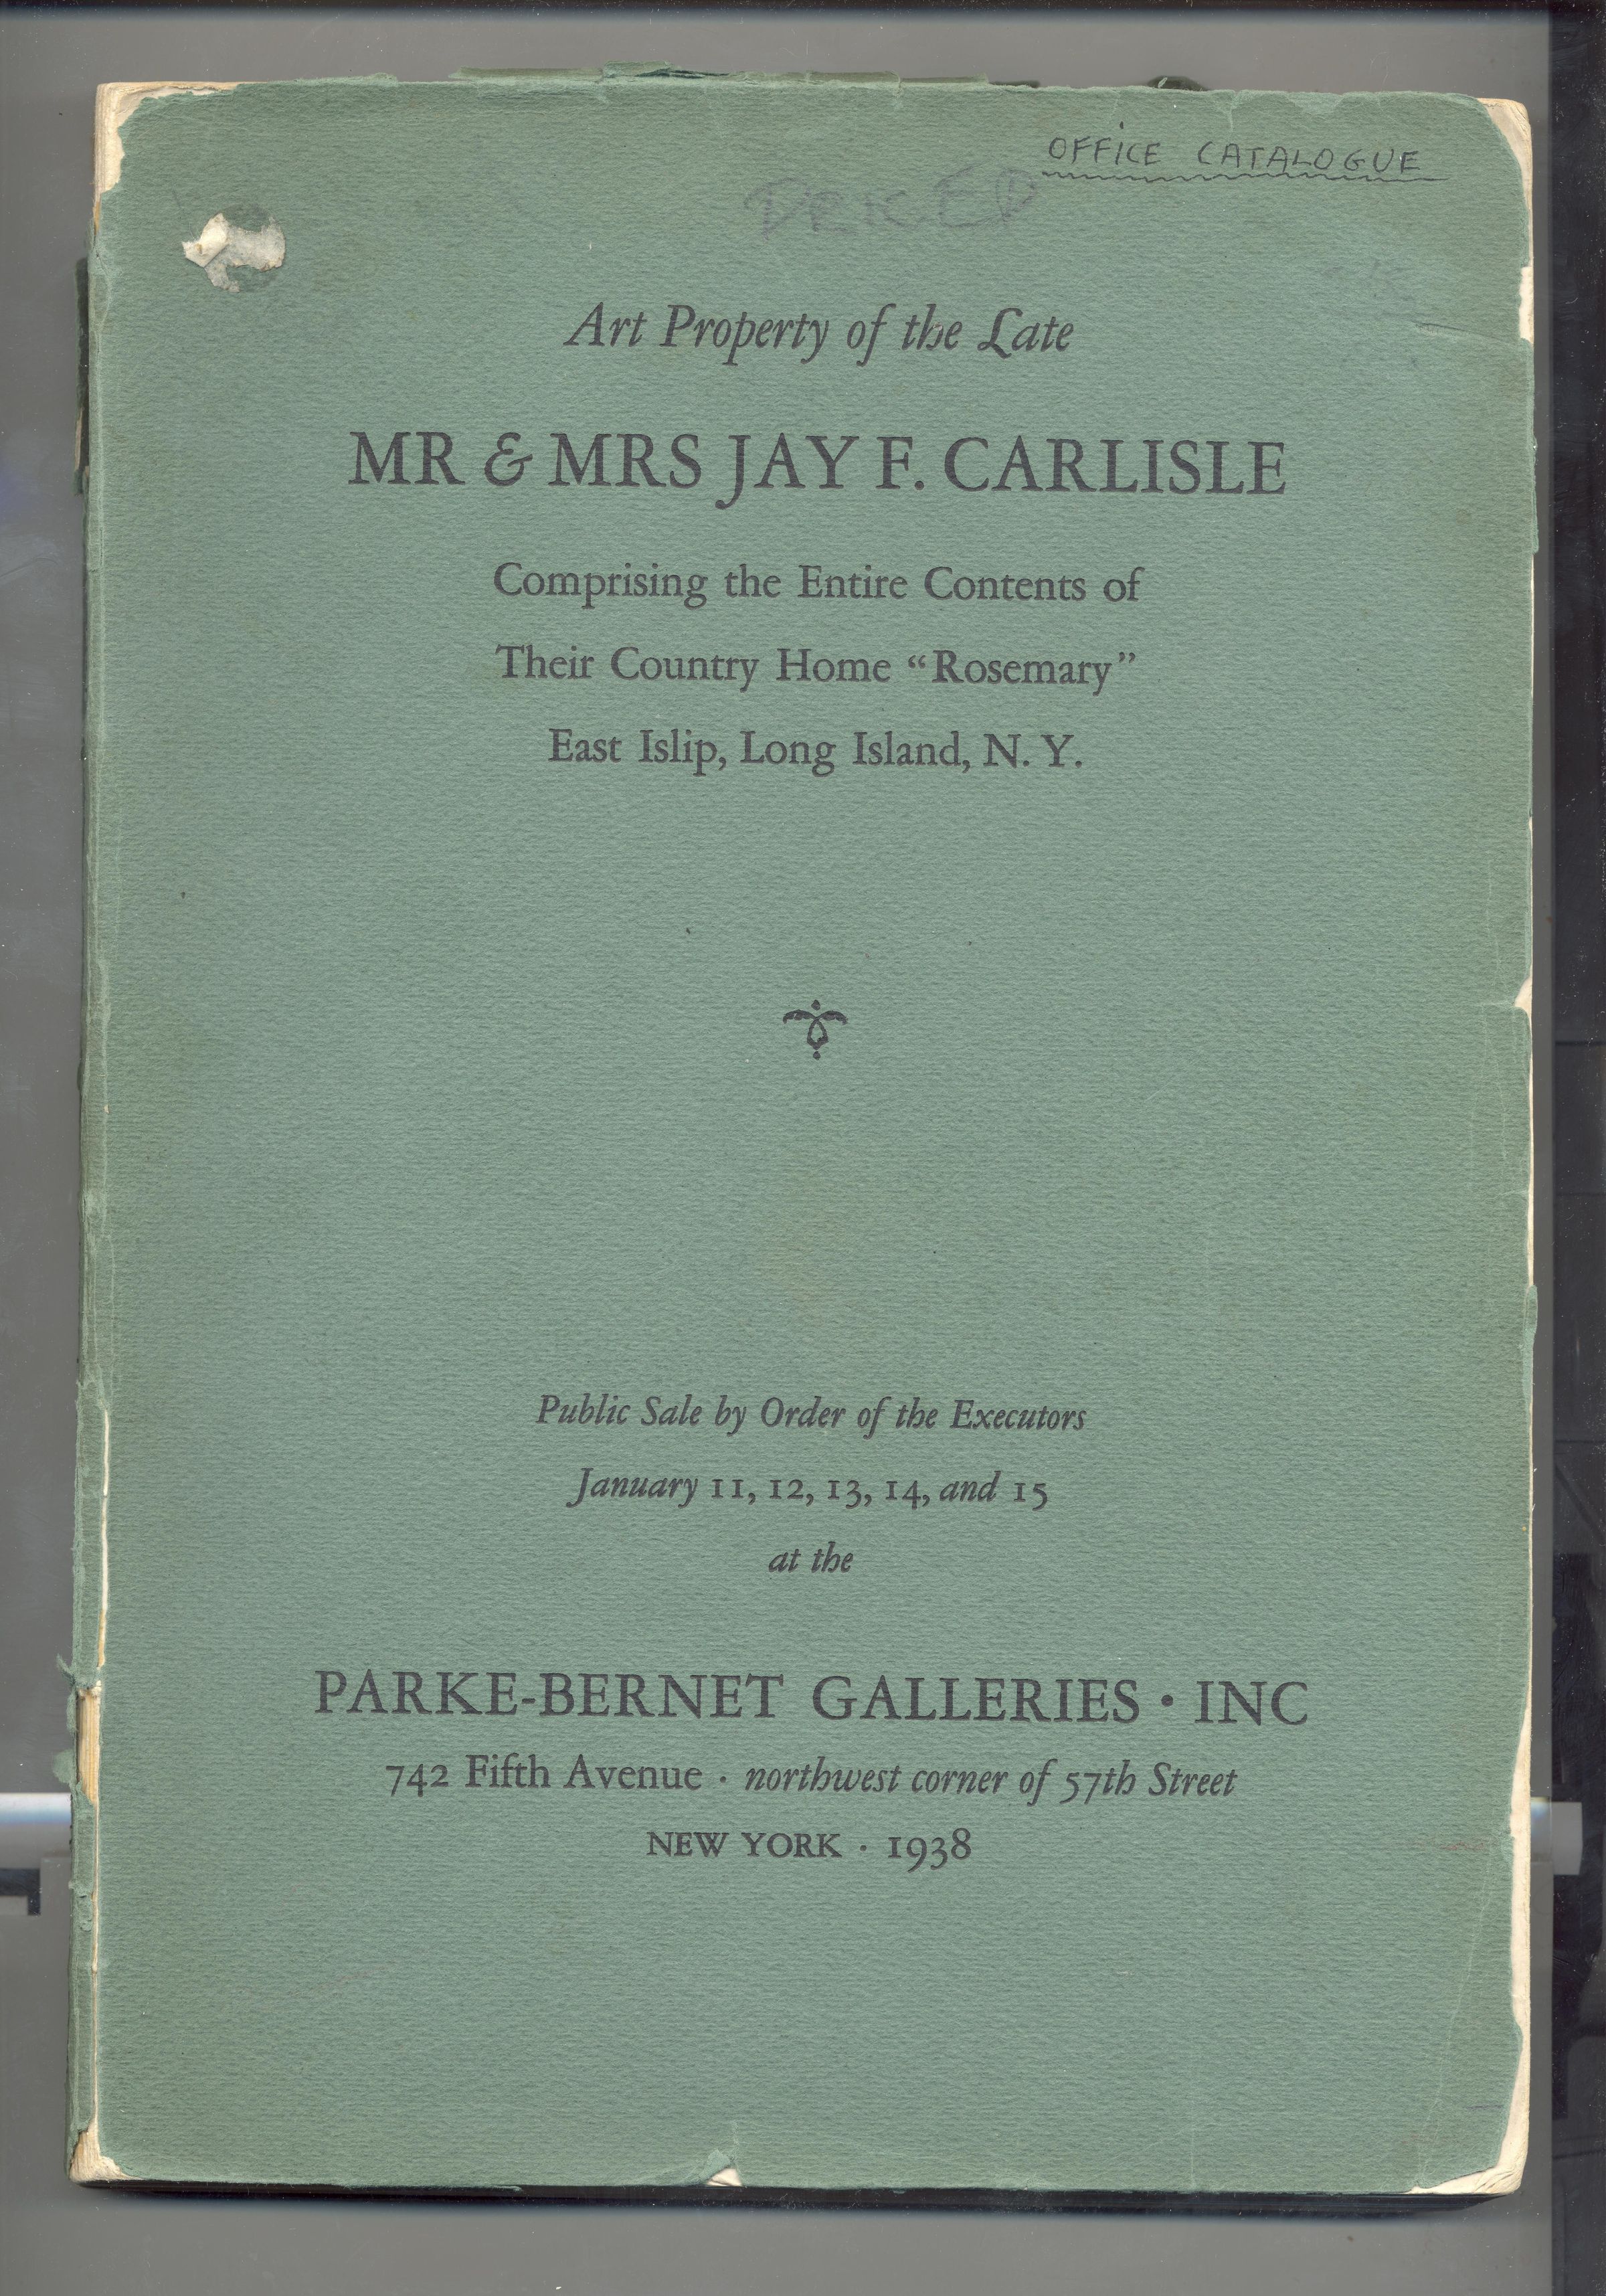 OFFICE CATALOGUE
Art Property of the Late
MR & MRS JAY F. CARLISLE
Comprising the Entire Contents of
Their Country Home “Rosemary”
East Islip, Long Island, N. Y.
Public Sale by Order of the Executors
January 11, 12, 13, 14, and 15
at the
PARKE-BERNET GALLERIES · INC
742 Fifth Avenue · northwest corner of 57th Street
NEW YORK · 1938